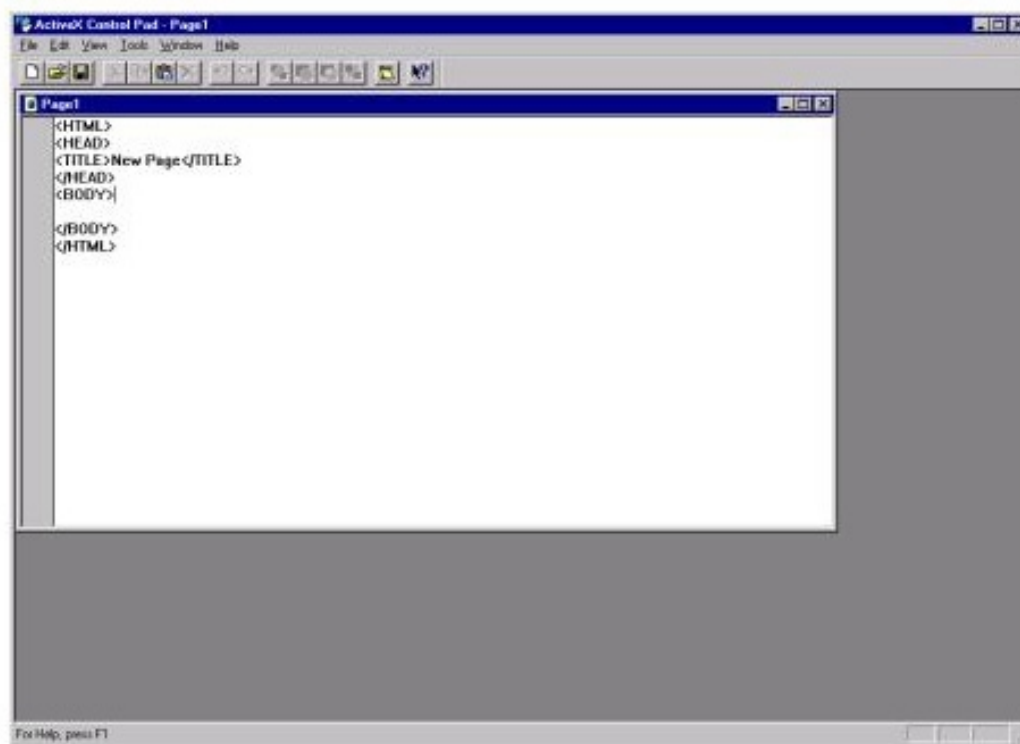 ActiveX Control Pad - Page1
File Edit View Tools Window Help
Page1
<HTML>
<HEAD>
<TITLE>New Page</TITLE>
</HEAD>
<BODY>
</BODY>
</HTML>
For Help, press F1